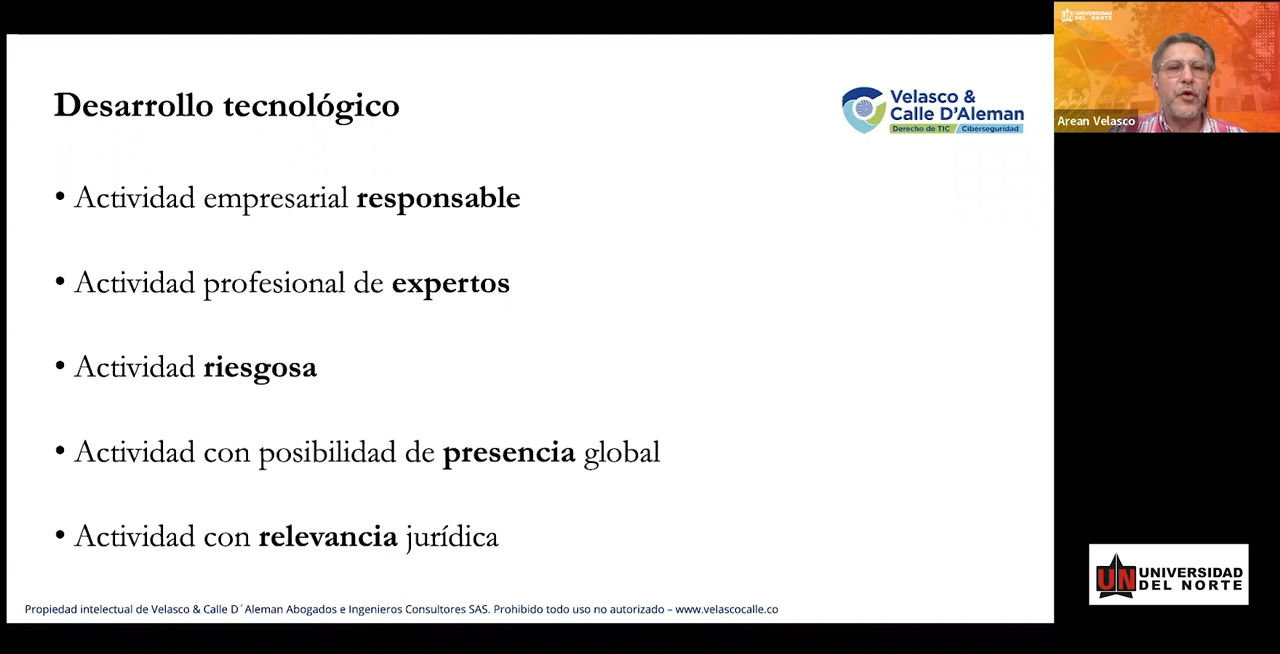 Desarrollo tecnológico
Velasco &
Calle D'Aleman
Derecho de TIC / Ciberseguridad
• Actividad empresarial responsable
• Actividad profesional de expertos
• Actividad riesgosa
• Actividad con posibilidad de presencia global
• Actividad con relevancia jurídica
Propiedad intelectual de Velasco & Calle D´Aleman Abogados e Ingenieros Consultores SAS. Prohibido todo uso no autorizado – www.velascocalle.co
UNIVERSIDAD
DEL NORTE
Arean Velasco
UN UNIVERSIDAD
DEL NORTE